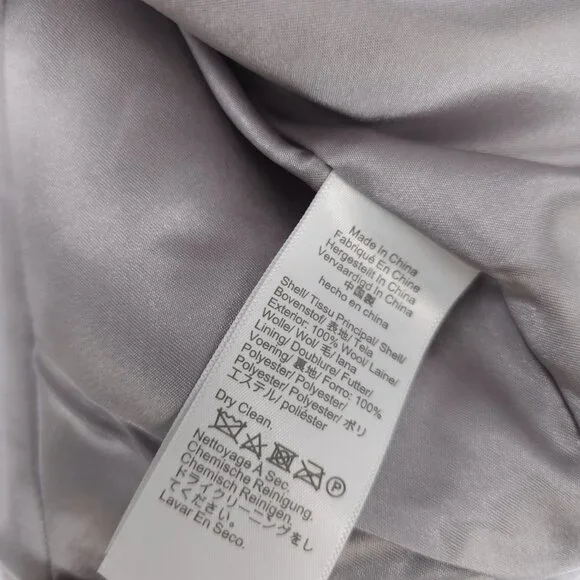 Made In China
Fabriqué En Chine
Hergestellt In China
Vervaardigd In China
中国製
hecho en china
Shell/ Tissu Principal/ Shell/
Bovenstof/ 表地/ Tela
Exterior: 100% Wool/ Laine/
Wolle/ Wol/ 毛/ lana
Lining/ Doublure/ Futter/
Voering/ 裏地/ Forro: 100%
Polyester/ Polyester/
Polyester/ Polyester/ ポリ
エステル/ poliéster
Dry Clean.
P
Nettoyage À Sec.
Chemische Reinigung.
Chemisch Reinigen.
ドライクリーニングをし
てください。
Lavar En Seco.